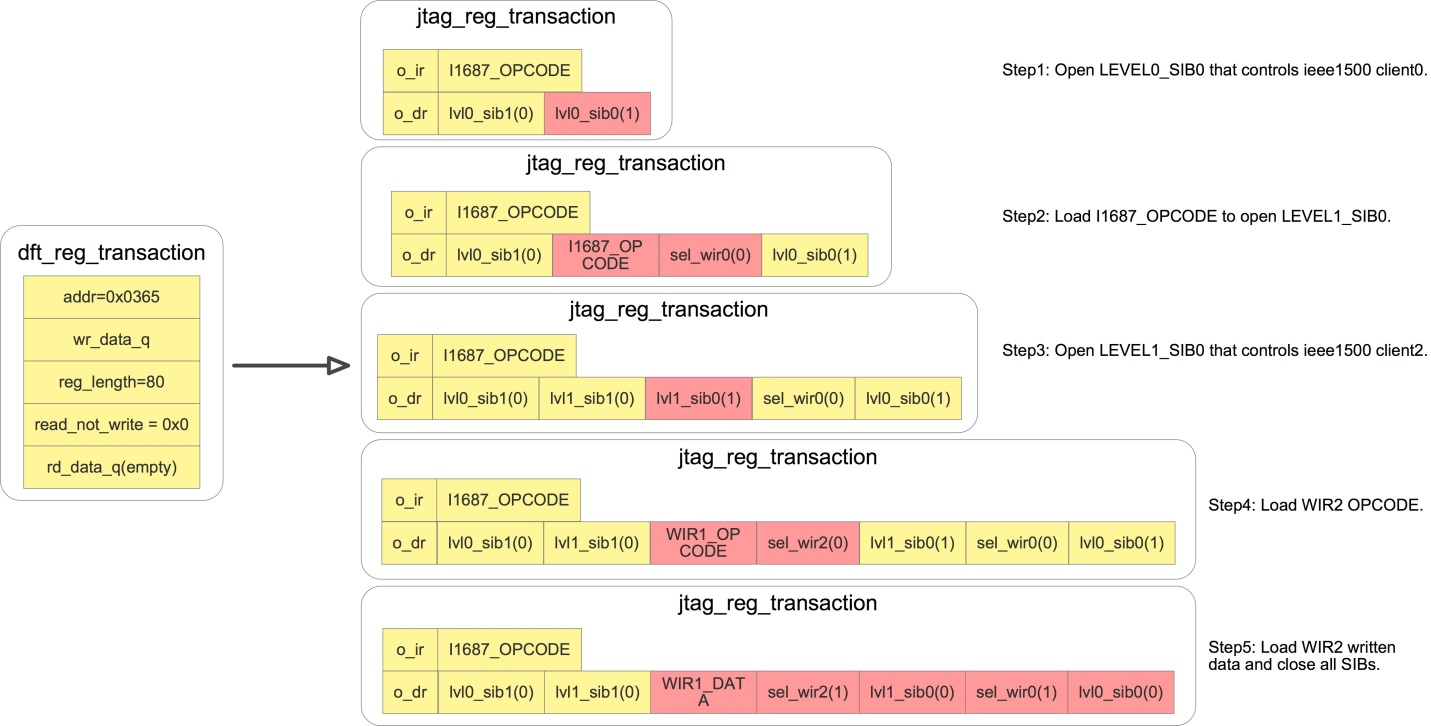 dft_reg_transaction
addr=0x0365
wr_data_q
reg_length=80
read_not_write = 0x0
rd_data_q(empty)
jtag_reg_transaction
o_ir I1687_OPCODE
o_dr lvl0_sib1(0) lvl0_sib0(1)
Step1: Open LEVEL0_SIB0 that controls ieee1500 client0.
jtag_reg_transaction
o_ir I1687_OPCODE
o_dr lvl0_sib1(0) I1687_OP
CODE sel_wir0(0) lvl0_sib0(1)
Step2: Load I1687_OPCODE to open LEVEL1_SIB0.
jtag_reg_transaction
o_ir I1687_OPCODE
o_dr lvl0_sib1(0) lvl1_sib1(0) lvl1_sib0(1) sel_wir0(0) lvl0_sib0(1)
Step3: Open LEVEL1_SIB0 that controls ieee1500 client2.
jtag_reg_transaction
o_ir I1687_OPCODE
o_dr lvl0_sib1(0) lvl1_sib1(0) WIR1_OP
CODE sel_wir2(0) lvl1_sib0(1) sel_wir0(0) lvl0_sib0(1)
Step4: Load WIR2 OPCODE.
jtag_reg_transaction
o_ir I1687_OPCODE
o_dr lvl0_sib1(0) lvl1_sib1(0) WIR1_DAT
A sel_wir2(1) lvl1_sib0(0) sel_wir0(1) lvl0_sib0(0)
Step5: Load WIR2 written
data and close all SIBs.